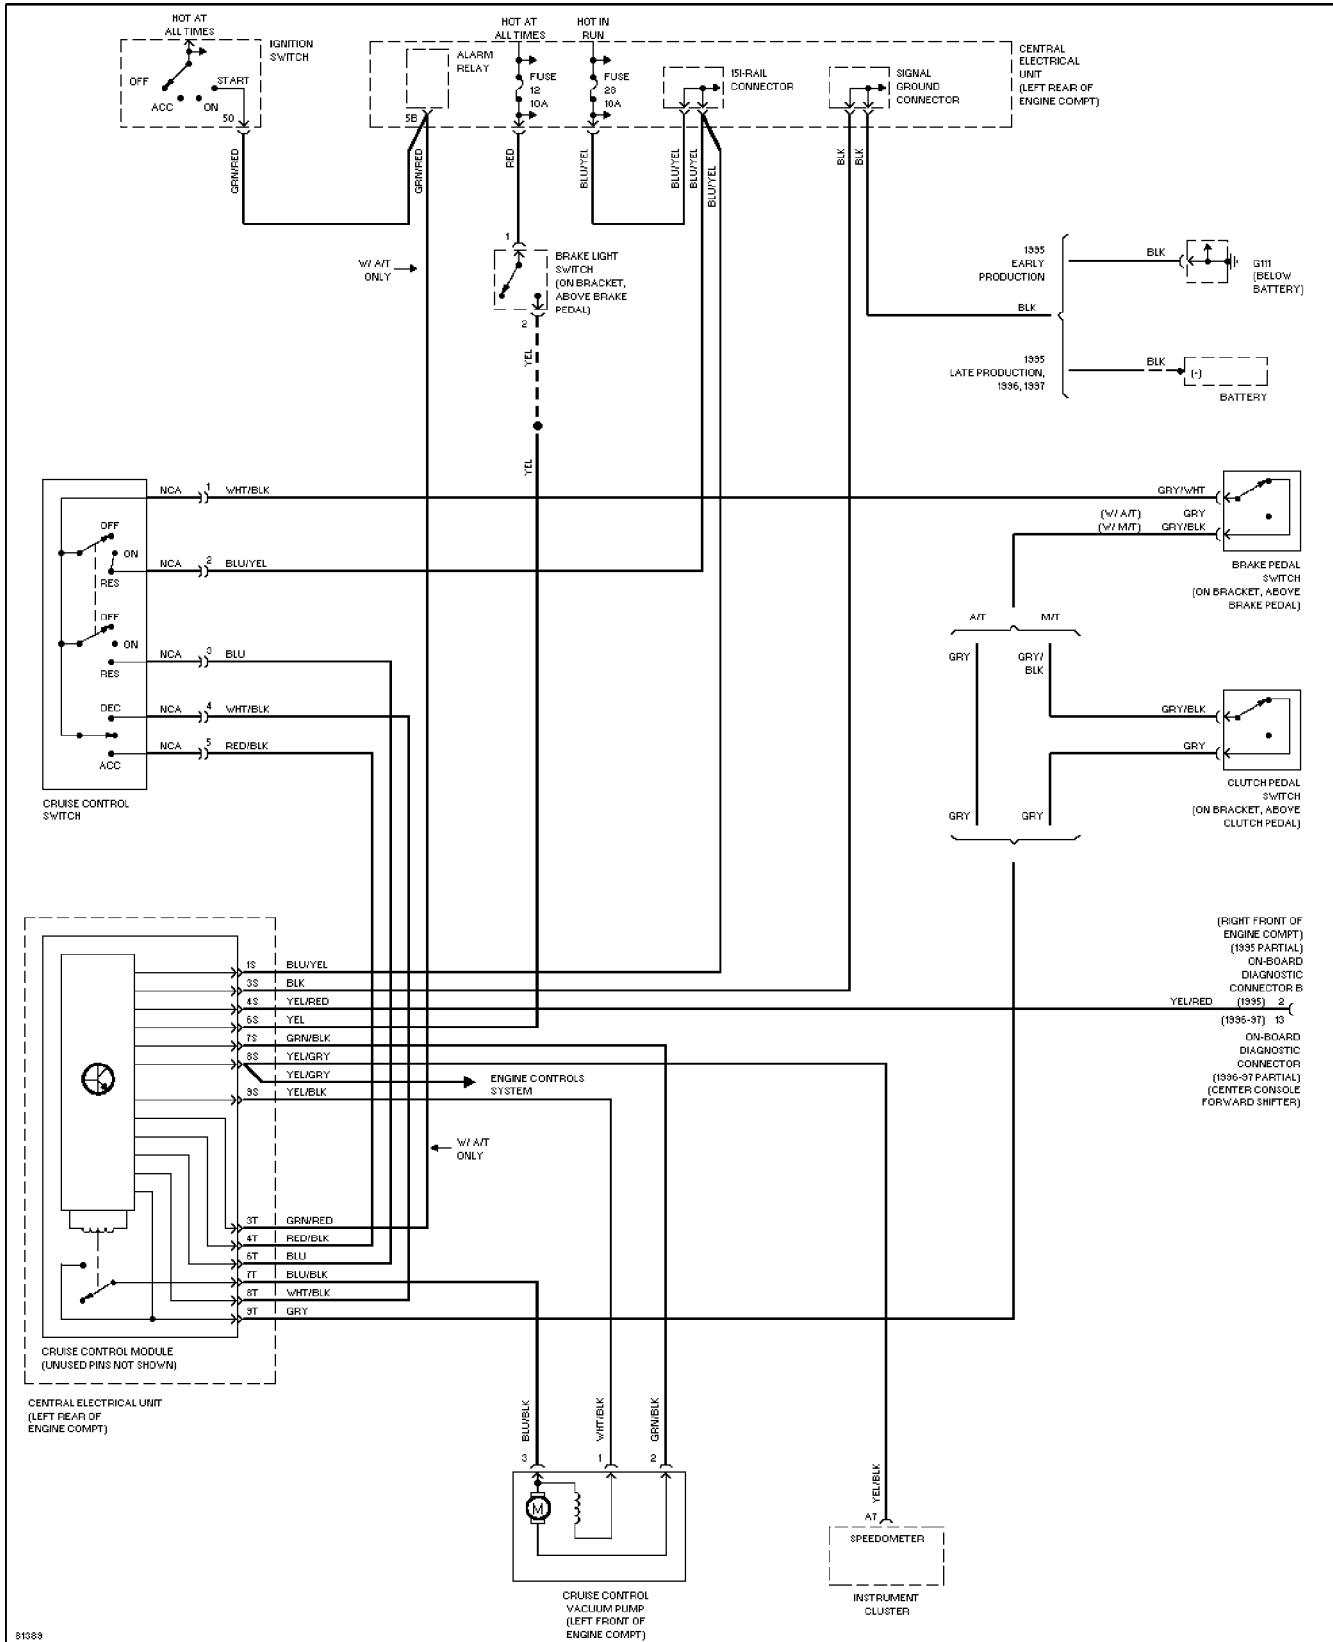 HOT AT
ALL TIMES
IGNITION
SWITCH
OFF
START
ACC
ON
50
GRN/RED
ALARM
RELAY
5B
GRN/RED
HOT AT
ALL TIMES
FUSE
12
10A
RED
HOT IN
RUN
FUSE
28
10A
BLU/YEL
15I-RAIL
CONNECTOR
BLU/YEL
BLU/YEL
BLU/YEL
SIGNAL
GROUND
CONNECTOR
BLK
BLK
CENTRAL
ELECTRICAL
UNIT
(LEFT REAR OF
ENGINE COMPT)
W/ A/T
ONLY
1
BRAKE LIGHT
SWITCH
(ON BRACKET,
ABOVE BRAKE
PEDAL)
2
YEL
YEL
1995
EARLY
PRODUCTION
BLK
G111
(BELOW
BATTERY)
BLK
1995
LATE PRODUCTION,
1996, 1997
BLK
(-)
BATTERY
NCA
1
WHT/BLK
OFF
ON
RES
NCA
2
BLU/YEL
OFF
ON
RES
NCA
3
BLU
DEC
NCA
4
WHT/BLK
ACC
NCA
5
RED/BLK
CRUISE CONTROL
SWITCH
GRY/WHT
(W/ A/T) GRY
(W/ M/T) GRY/BLK
BRAKE PEDAL
SWITCH
(ON BRACKET, ABOVE
BRAKE PEDAL)
A/T
M/T
GRY
GRY/
BLK
GRY/BLK
GRY
GRY
GRY
CLUTCH PEDAL
SWITCH
(ON BRACKET, ABOVE
CLUTCH PEDAL)
1S BLU/YEL
3S BLK
4S YEL/RED
6S YEL
7S GRN/BLK
8S YEL/GRY
YEL/GRY
9S YEL/BLK
ENGINE CONTROLS
SYSTEM
(RIGHT FRONT OF
ENGINE COMPT)
(1995 PARTIAL)
ON-BOARD
DIAGNOSTIC
CONNECTOR B
YEL/RED (1995) 2
(1996-97) 13
ON-BOARD
DIAGNOSTIC
CONNECTOR
(1996-97 PARTIAL)
(CENTER CONSOLE
FORWARD SHIFTER)
W/ A/T
ONLY
3T GRN/RED
4T RED/BLK
6T BLU
7T BLU/BLK
8T WHT/BLK
9T GRY
CRUISE CONTROL MODULE
(UNUSED PINS NOT SHOWN)
CENTRAL ELECTRICAL UNIT
(LEFT REAR OF
ENGINE COMPT)
BLU/BLK
WHT/BLK
GRN/BLK
3
1
2
M
CRUISE CONTROL
VACUUM PUMP
(LEFT FRONT OF
ENGINE COMPT)
YEL/BLK
A7
SPEEDOMETER
INSTRUMENT
CLUSTER
81389